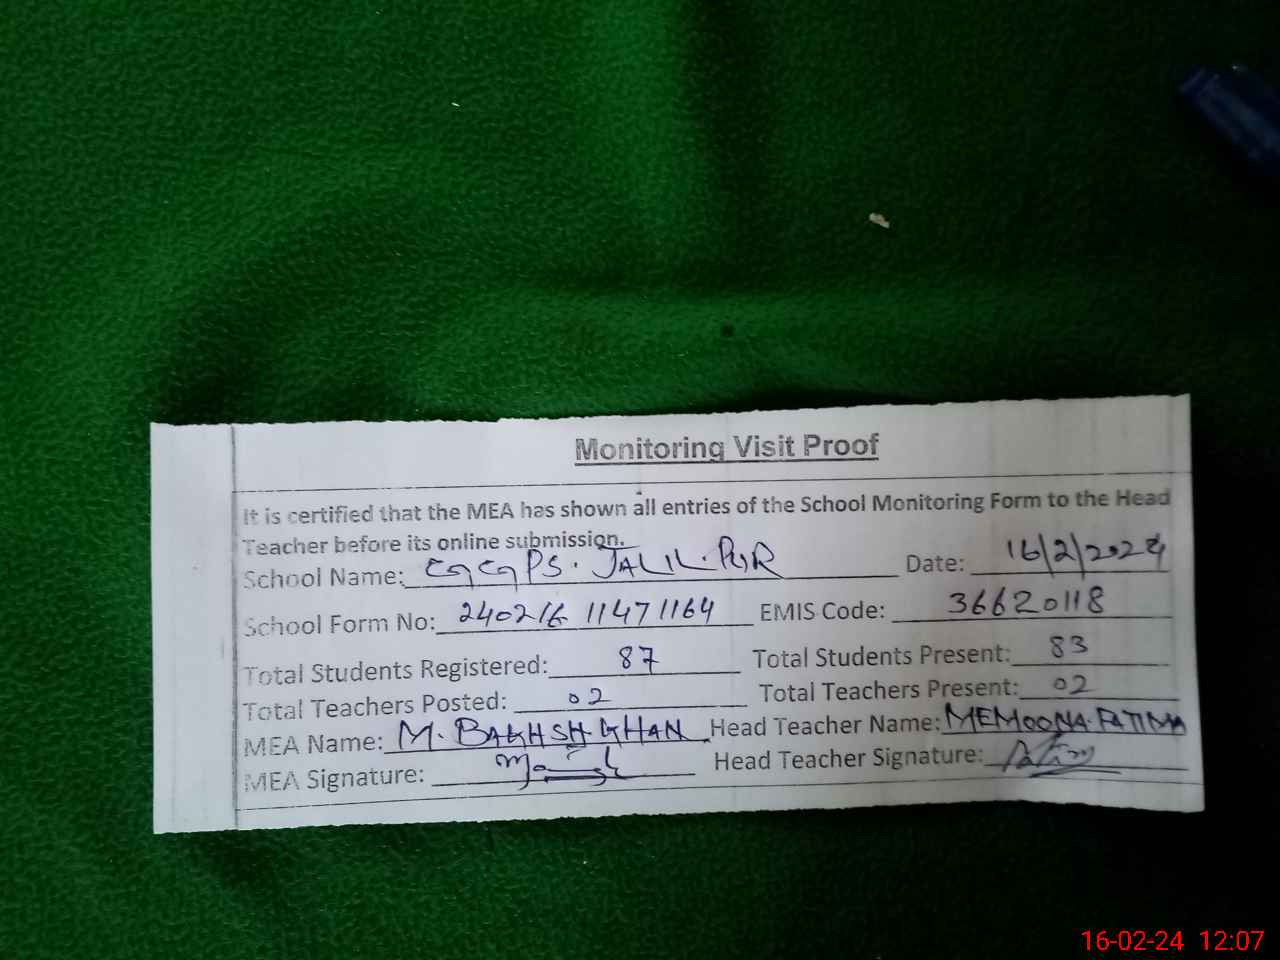 Monitoring Visit Proof
It is certified that the MEA has shown all entries of the School Monitoring Form to the Head
Teacher before its online submission.
School Name: GGPS. JALIL. PUR Date: 16/2/2024
School Form No: 240216 11471164 EMIS Code: 36620118
Total Students Registered: 87 Total Students Present: 83
Total Teachers Posted: 02 Total Teachers Present: 02
MEA Name: M. BAKHSH KHAN Head Teacher Name: MEMOONA. FATIMA
MEA Signature: Head Teacher Signature:
16-02-24 12:07